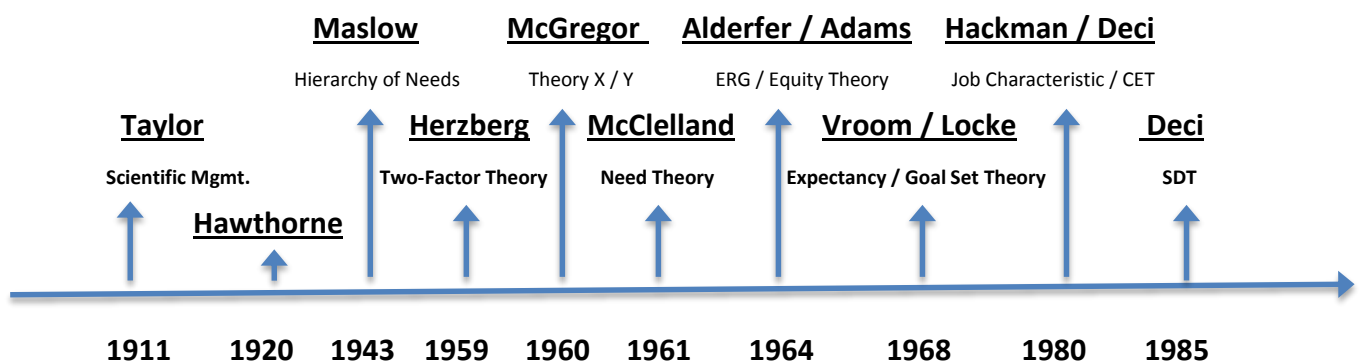 Maslow McGregor Alderfer / Adams Hackman / Deci
Hierarchy of Needs Theory X / Y ERG / Equity Theory Job Characteristic / CET
Taylor Herzberg McClelland Vroom / Locke Deci
Scientific Mgmt. Two-Factor Theory Need Theory Expectancy / Goal Set Theory SDT
Hawthorne
1911 1920 1943 1959 1960 1961 1964 1968 1980 1985